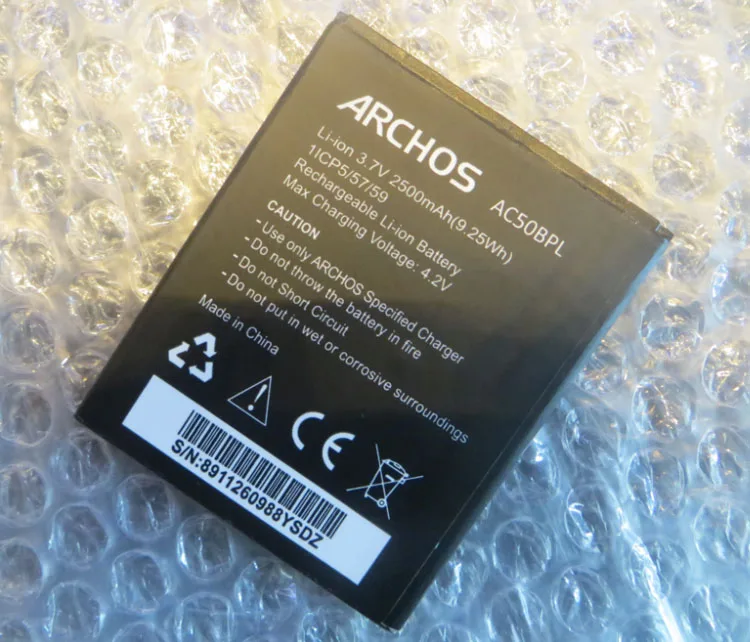 ARCHOS AC50BPL
Li-ion 3.7V 2500mAh(9.25Wh)
1ICP5/57/59
Rechargeable Li-ion Battery
Max Charging Voltage: 4.2V
CAUTION:
- Use only ARCHOS Specified Charger
- Do not throw the battery in fire
- Do not Short Circuit
- Do not put in wet or corrosive surroundings
Made in China
CE
S/N:8911260988YSDZ